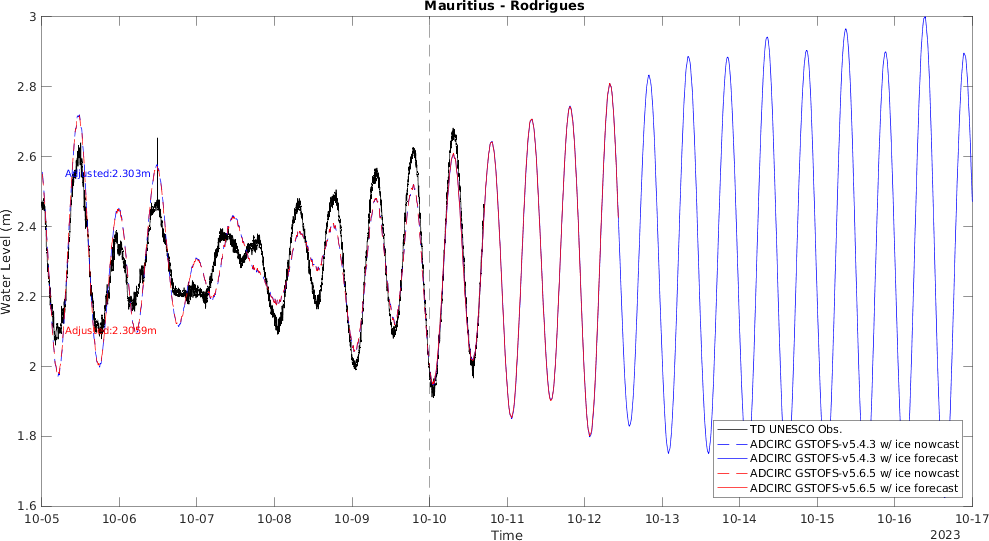 Mauritius - Rodrigues
Water Level (m)
3
2.8
2.6
2.4
2.2
2
1.8
1.6
Adjusted:2.303m
Adjusted:2.3059m
TD UNESCO Obs.
ADCIRC GSTOFS-v5.4.3 w/ ice nowcast
ADCIRC GSTOFS-v5.4.3 w/ ice forecast
ADCIRC GSTOFS-v5.6.5 w/ ice nowcast
ADCIRC GSTOFS-v5.6.5 w/ ice forecast
10-05 10-06 10-07 10-08 10-09 10-10 10-11 10-12 10-13 10-14 10-15 10-16 10-17
Time
2023